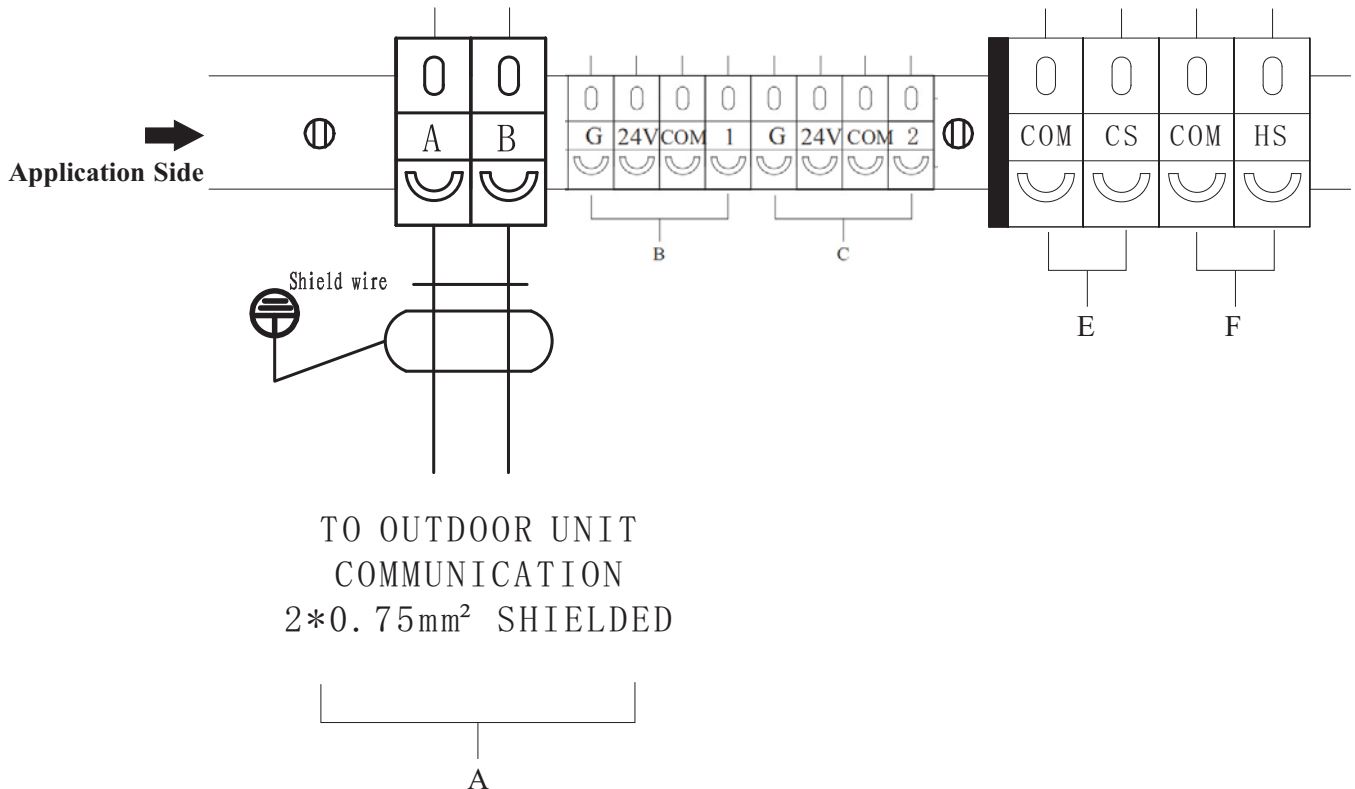 A B
G 24V COM 1 G 24V COM 2
COM CS COM HS
Application Side
B
C
Shield wire
E
F
TO OUTDOOR UNIT
COMMUNICATION
2*0.75mm² SHIELDED
A